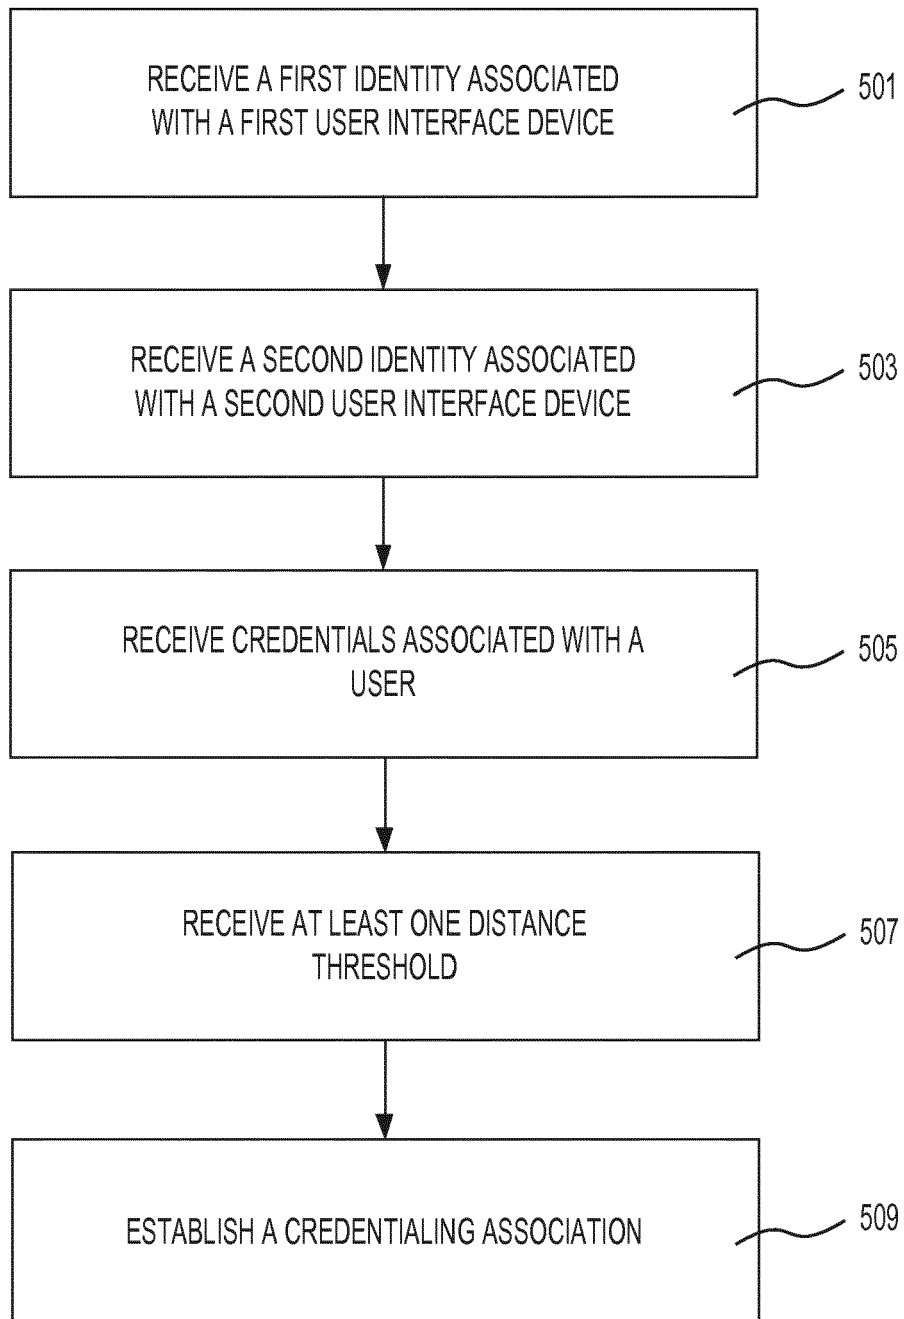 RECEIVE A FIRST IDENTITY ASSOCIATED
WITH A FIRST USER INTERFACE DEVICE
501
RECEIVE A SECOND IDENTITY ASSOCIATED
WITH A SECOND USER INTERFACE DEVICE
503
RECEIVE CREDENTIALS ASSOCIATED WITH A
USER
505
RECEIVE AT LEAST ONE DISTANCE
THRESHOLD
507
ESTABLISH A CREDENTIALING ASSOCIATION
509